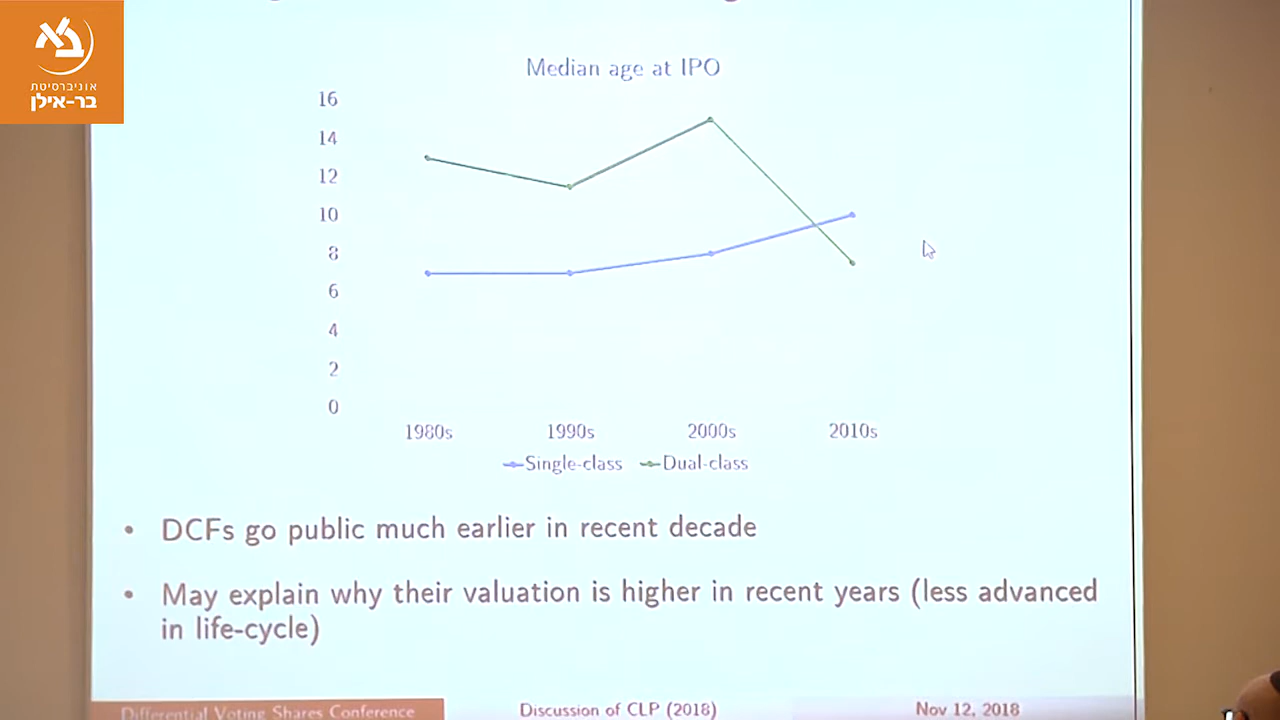 אוניברסיטת
בר-אילן
Median age at IPO
16
14
12
10
8
6
4
2
0
1980s 1990s 2000s 2010s
Single-class Dual-class
• DCFs go public much earlier in recent decade
• May explain why their valuation is higher in recent years (less advanced
in life-cycle)
Differential Voting Shares Conference Discussion of CLP (2018) Nov 12, 2018